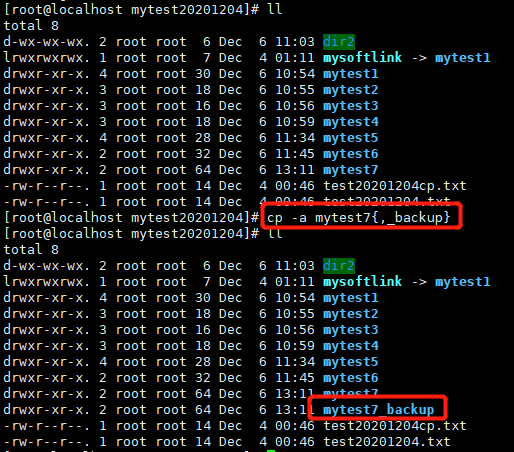 [root@localhost mytest20201204]# ll
total 8
d-wx-wx-wx. 2 root root  6 Dec  6 11:03 dir2
lrwxrwxrwx. 1 root root  7 Dec  4 01:11 mysoftlink -> mytest1
drwxr-xr-x. 4 root root 30 Dec  6 10:54 mytest1
drwxr-xr-x. 3 root root 18 Dec  6 10:55 mytest2
drwxr-xr-x. 3 root root 16 Dec  6 10:56 mytest3
drwxr-xr-x. 3 root root 18 Dec  6 10:59 mytest4
drwxr-xr-x. 4 root root 28 Dec  6 11:34 mytest5
drwxr-xr-x. 2 root root 32 Dec  6 11:45 mytest6
drwxr-xr-x. 2 root root 64 Dec  6 13:11 mytest7
-rw-r--r--. 1 root root 14 Dec  4 00:46 test20201204cp.txt
-rw-r--r--. 1 root root 14 Dec  4 00:46 test20201204.txt
[root@localhost mytest20201204]# cp -a mytest7{,_backup}
[root@localhost mytest20201204]# ll
total 8
d-wx-wx-wx. 2 root root  6 Dec  6 11:03 dir2
lrwxrwxrwx. 1 root root  7 Dec  4 01:11 mysoftlink -> mytest1
drwxr-xr-x. 4 root root 30 Dec  6 10:54 mytest1
drwxr-xr-x. 3 root root 18 Dec  6 10:55 mytest2
drwxr-xr-x. 3 root root 16 Dec  6 10:56 mytest3
drwxr-xr-x. 3 root root 18 Dec  6 10:59 mytest4
drwxr-xr-x. 4 root root 28 Dec  6 11:34 mytest5
drwxr-xr-x. 2 root root 32 Dec  6 11:45 mytest6
drwxr-xr-x. 2 root root 64 Dec  6 13:11 mytest7
drwxr-xr-x. 2 root root 64 Dec  6 13:11 mytest7_backup
-rw-r--r--. 1 root root 14 Dec  4 00:46 test20201204cp.txt
-rw-r--r--. 1 root root 14 Dec  4 00:46 test20201204.txt